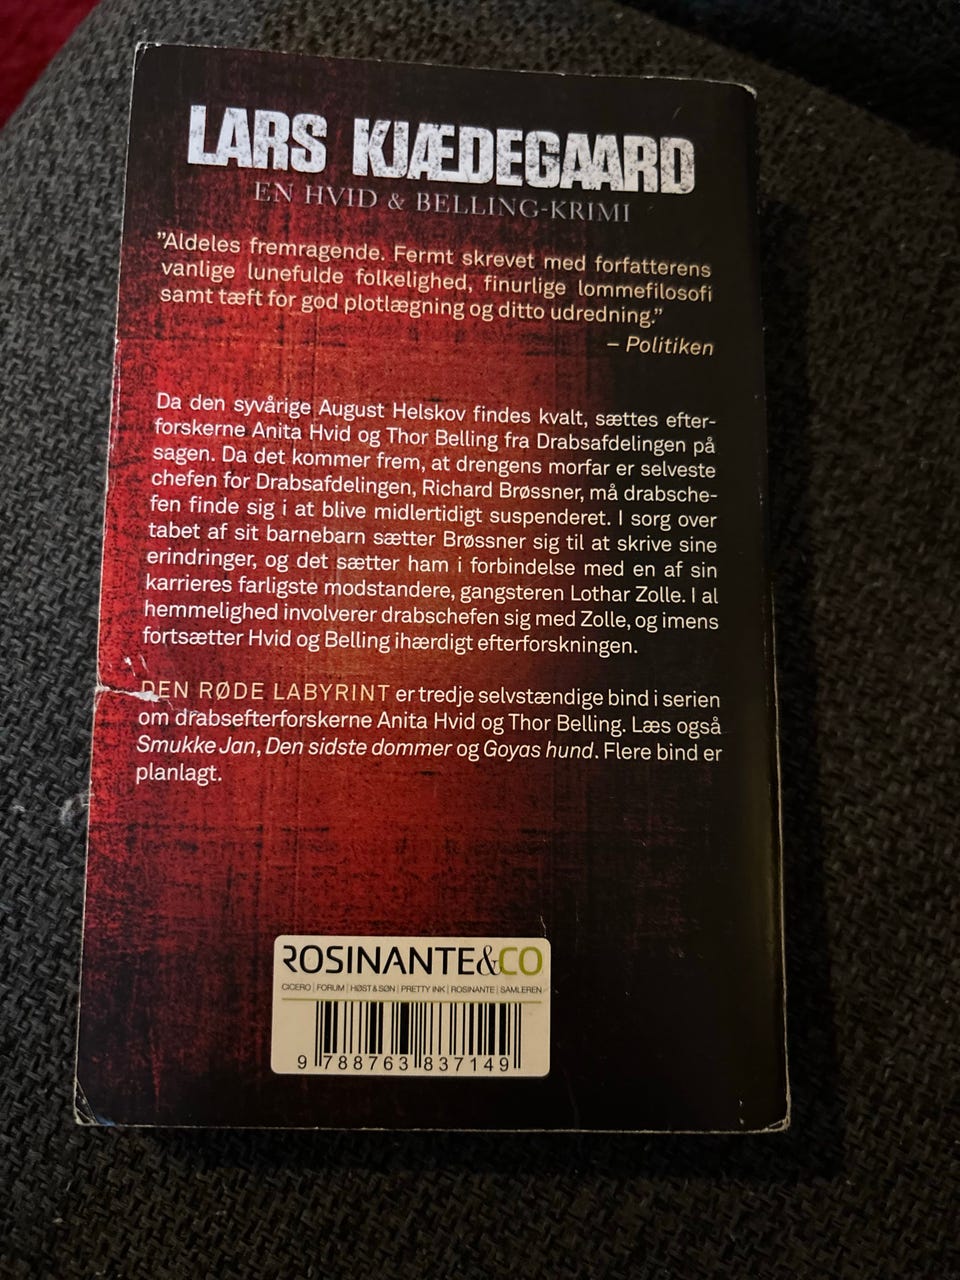 LARS KJÆDEGAARD
EN HVID & BELLING-KRIMI
"Aldeles fremragende. Fermt skrevet med forfatterens
vanlige lunefulde folkelighed, finurlige lommefilosofi
samt tæft for god plotlægning og ditto udredning."
– Politiken
Da den syvårige August Helskov findes kvalt, sættes efter-
forskerne Anita Hvid og Thor Belling fra Drabsafdelingen på
sagen. Da det kommer frem, at drengens morfar er selveste
chefen for Drabsafdelingen, Richard Brøssner, må drabsche-
fen finde sig i at blive midlertidigt suspenderet. I sorg over
tabet af sit barnebarn sætter Brøssner sig til at skrive sine
erindringer, og det sætter ham i forbindelse med en af sin
karrieres farligste modstandere, gangsteren Lothar Zolle. I al
hemmelighed involverer drabschefen sig med Zolle, og imens
fortsætter Hvid og Belling ihærdigt efterforskningen.
DEN RØDE LABYRINT er tredje selvstændige bind i serien
om drabsefterforskerne Anita Hvid og Thor Belling. Læs også
Smukke Jan, Den sidste dommer og Goyas hund. Flere bind er
planlagt.
ROSINANTE&CO
CICERO | FORUM | HØST & SØN | PRETTY INK | ROSINANTE | SAMLEREN
9 788763 837149